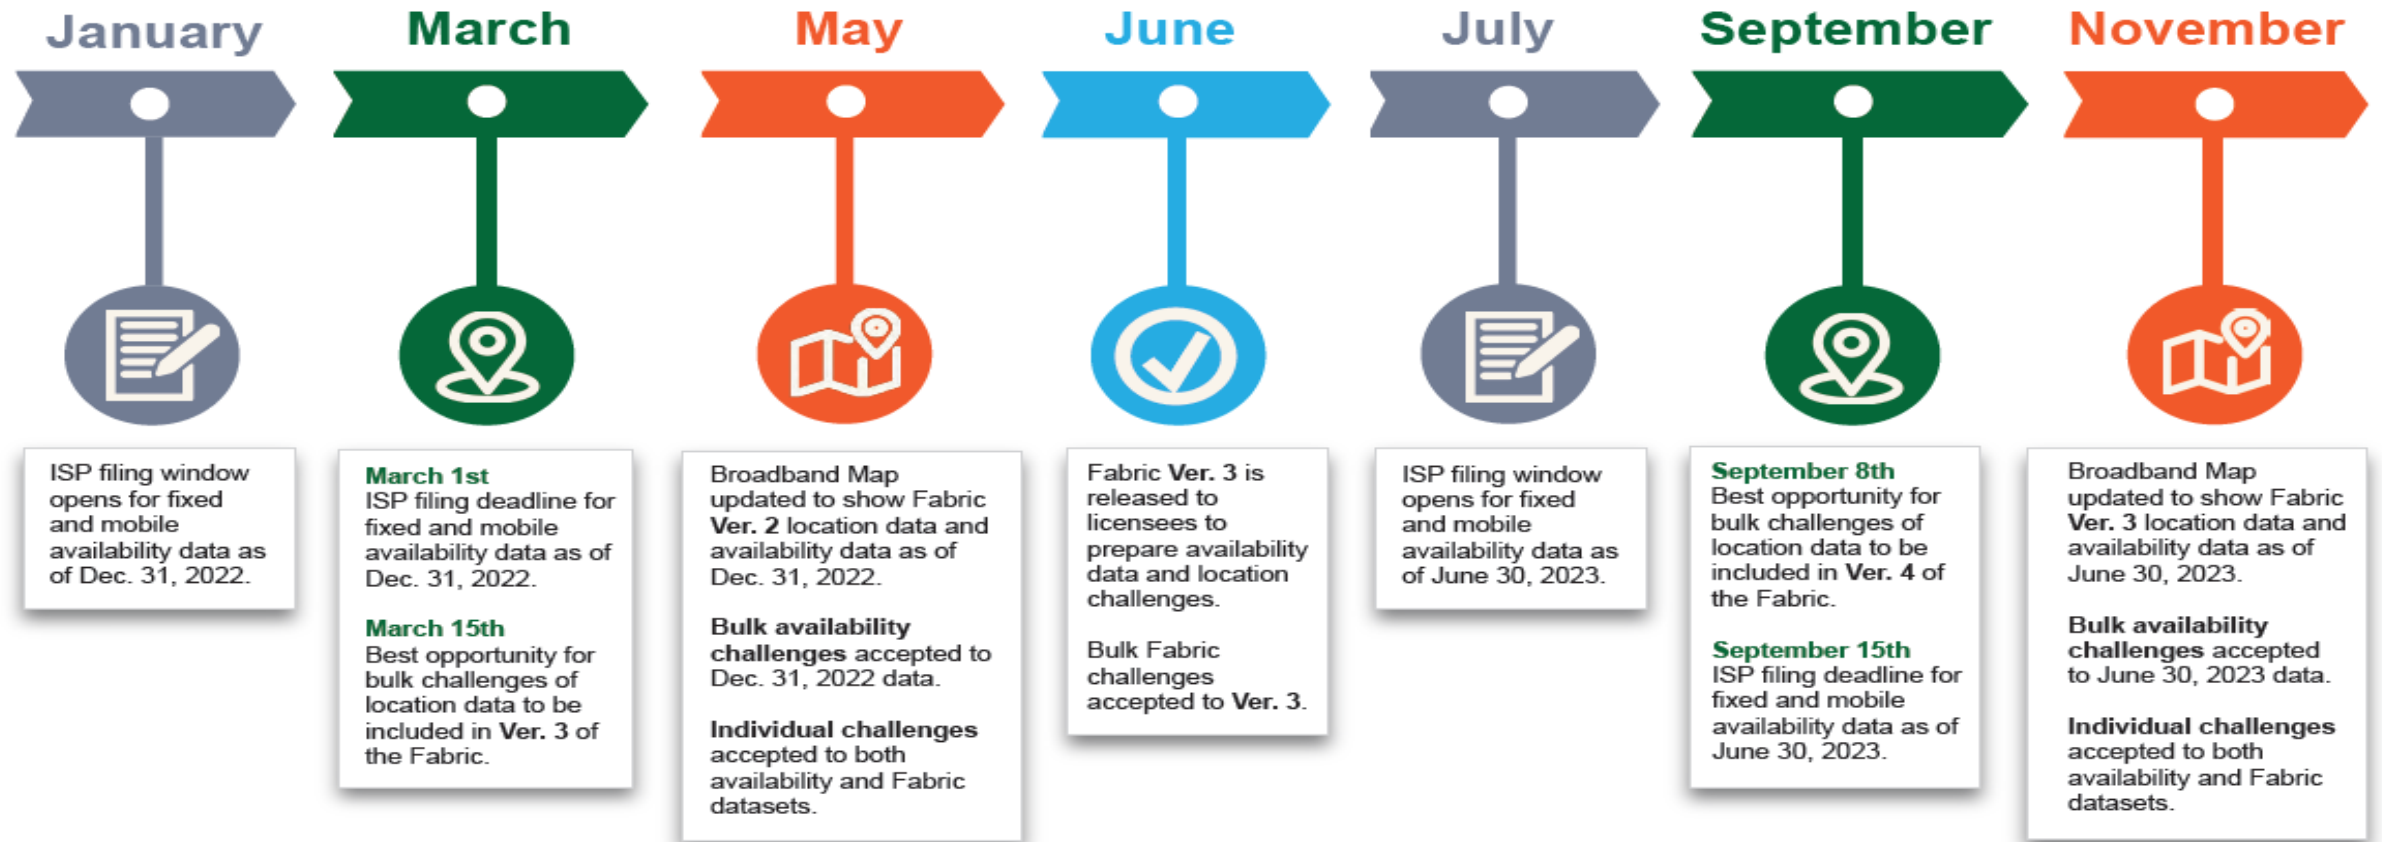 January
March
May
June
July
September
November
ISP filing window
opens for fixed
and mobile
availability data as
of Dec. 31, 2022.
March 1st
ISP filing deadline for
fixed and mobile
availability data as of
Dec. 31, 2022.
March 15th
Best opportunity for
bulk challenges of
location data to be
included in Ver. 3 of
the Fabric.
Broadband Map
updated to show Fabric
Ver. 2 location data and
availability data as of
Dec. 31, 2022.
Bulk availability
challenges accepted to
Dec. 31, 2022 data.
Individual challenges
accepted to both
availability and Fabric
datasets.
Fabric Ver. 3 is
released to
licensees to
prepare availability
data and location
challenges.
Bulk Fabric
challenges
accepted to Ver. 3.
ISP filing window
opens for fixed
and mobile
availability data as
of June 30, 2023.
September 8th
Best opportunity for
bulk challenges of
location data to be
included in Ver. 4 of
the Fabric.
September 15th
ISP filing deadline for
fixed and mobile
availability data as of
June 30, 2023.
Broadband Map
updated to show Fabric
Ver. 3 location data and
availability data as of
June 30, 2023.
Bulk availability
challenges accepted
to June 30, 2023 data.
Individual challenges
accepted to both
availability and Fabric
datasets.